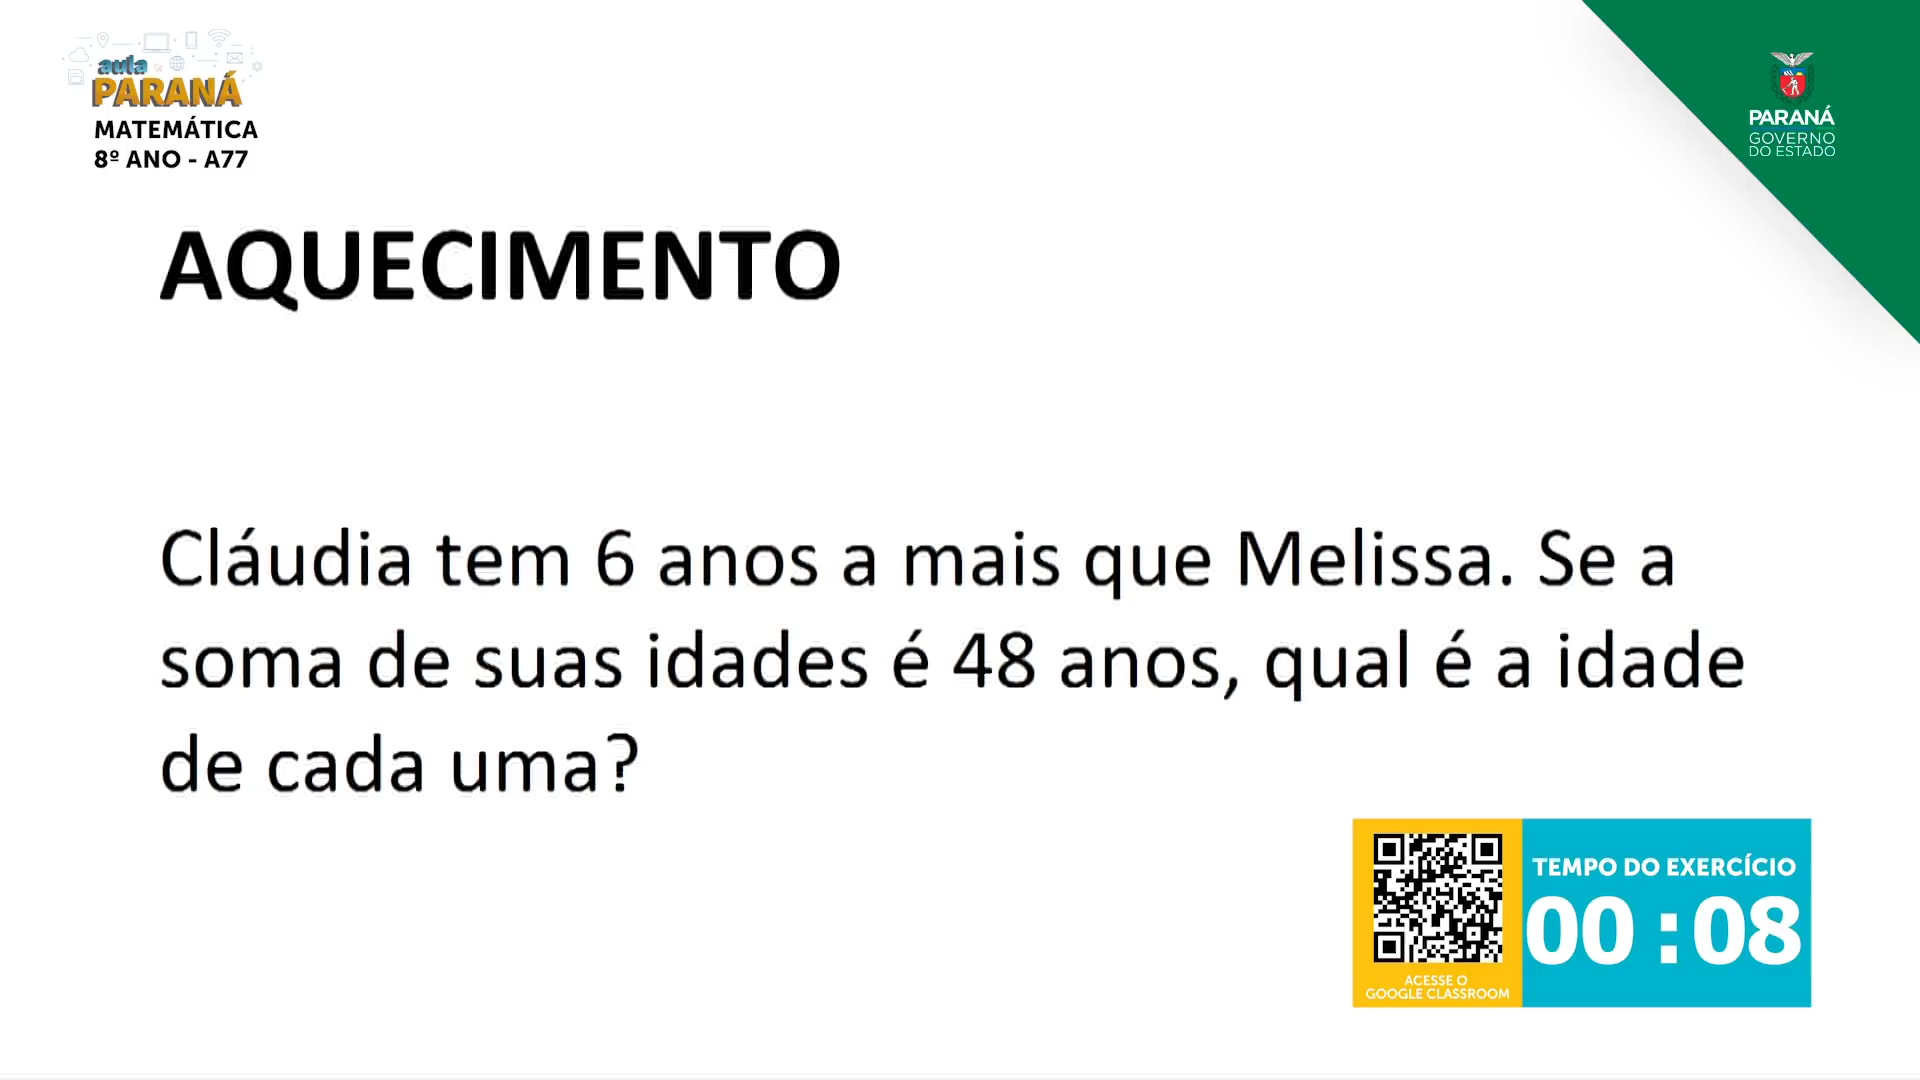 aula
PARANÁ
MATEMÁTICA
8º ANO - A77
PARANÁ
GOVERNO
DO ESTADO
AQUECIMENTO
Cláudia tem 6 anos a mais que Melissa. Se a
soma de suas idades é 48 anos, qual é a idade
de cada uma?
ACESSE O
GOOGLE CLASSROOM
TEMPO DO EXERCÍCIO
00:08